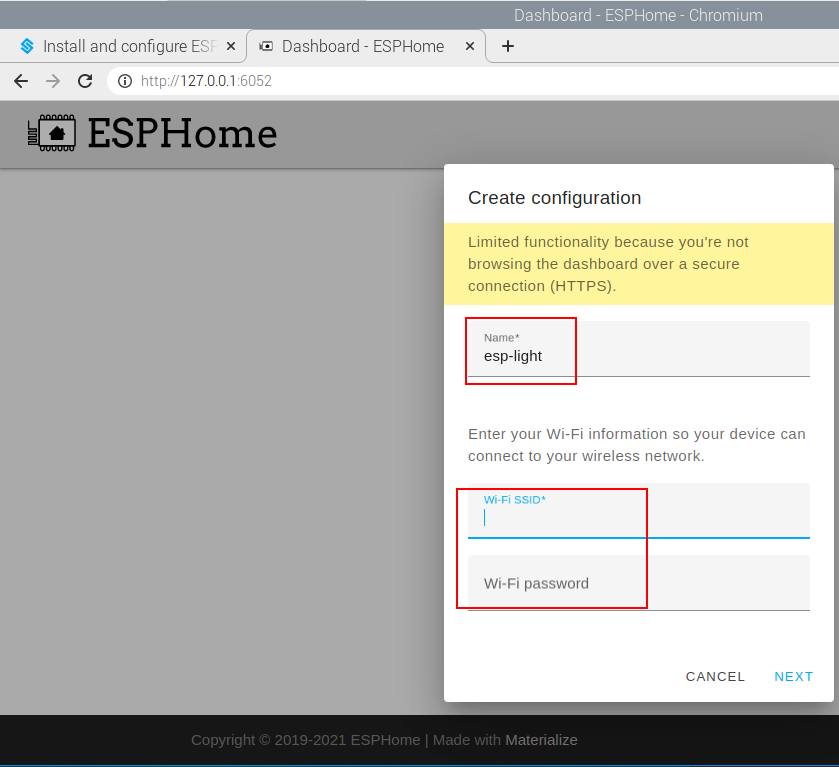 Dashboard - ESPHome - Chromium
Install and configure ESP
Dashboard - ESPHome
http://127.0.0.1:6052
ESPHome
Create configuration
Limited functionality because you're not
browsing the dashboard over a secure
connection (HTTPS).
Name*
esp-light
Enter your Wi-Fi information so your device can
connect to your wireless network.
Wi-Fi SSID*
Wi-Fi password
CANCEL NEXT
Copyright © 2019-2021 ESPHome | Made with Materialize